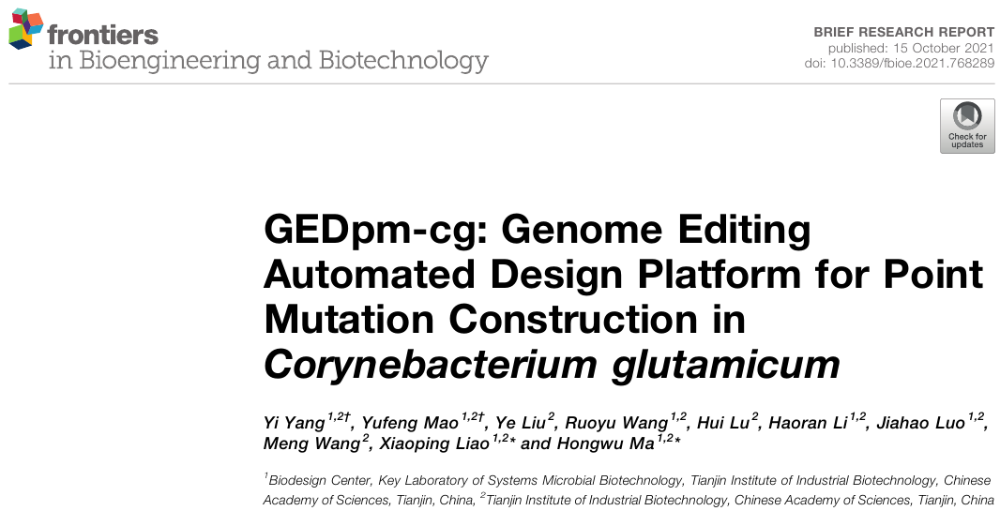 frontiers
in Bioengineering and Biotechnology
BRIEF RESEARCH REPORT
published: 15 October 2021
doi: 10.3389/fbioe.2021.768289
Check for
updates
GEDpm-cg: Genome Editing
Automated Design Platform for Point
Mutation Construction in
Corynebacterium glutamicum
Yi Yang 1,2†, Yufeng Mao 1,2†, Ye Liu 2, Ruoyu Wang 1,2, Hui Lu 2, Haoran Li 1,2, Jiahao Luo 1,2,
Meng Wang 2, Xiaoping Liao 1,2* and Hongwu Ma 1,2*
1Biodesign Center, Key Laboratory of Systems Microbial Biotechnology, Tianjin Institute of Industrial Biotechnology, Chinese
Academy of Sciences, Tianjin, China, 2Tianjin Institute of Industrial Biotechnology, Chinese Academy of Sciences, Tianjin, China